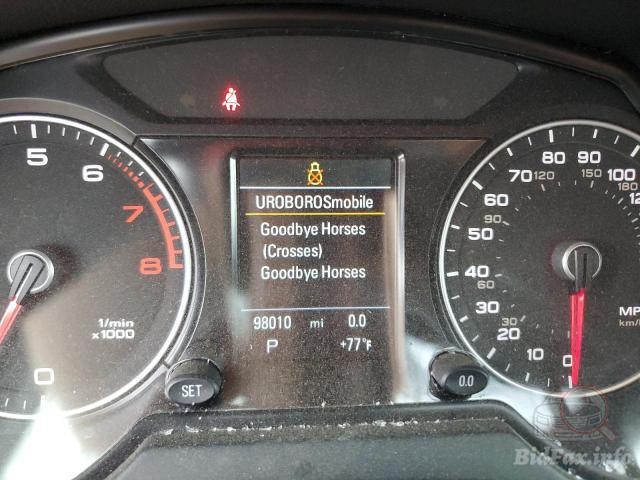 5 6 7 8
1/min
x1000
0
UROBOROSmobile
Goodbye Horses
(Crosses)
Goodbye Horses
98010 mi 0.0
P +77°F
SET
0.0
0 10 20 30 40 50 60 70 80 90 100
30 60 90 120 150 180
km/
BidFax.info